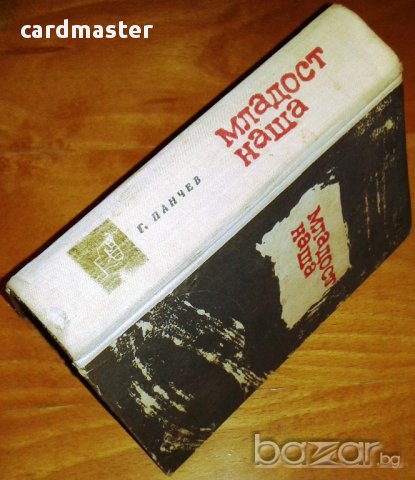 cardmaster
Младост
наша
Г. ПАНЧЕВ
Младост
наша
bazar.bg